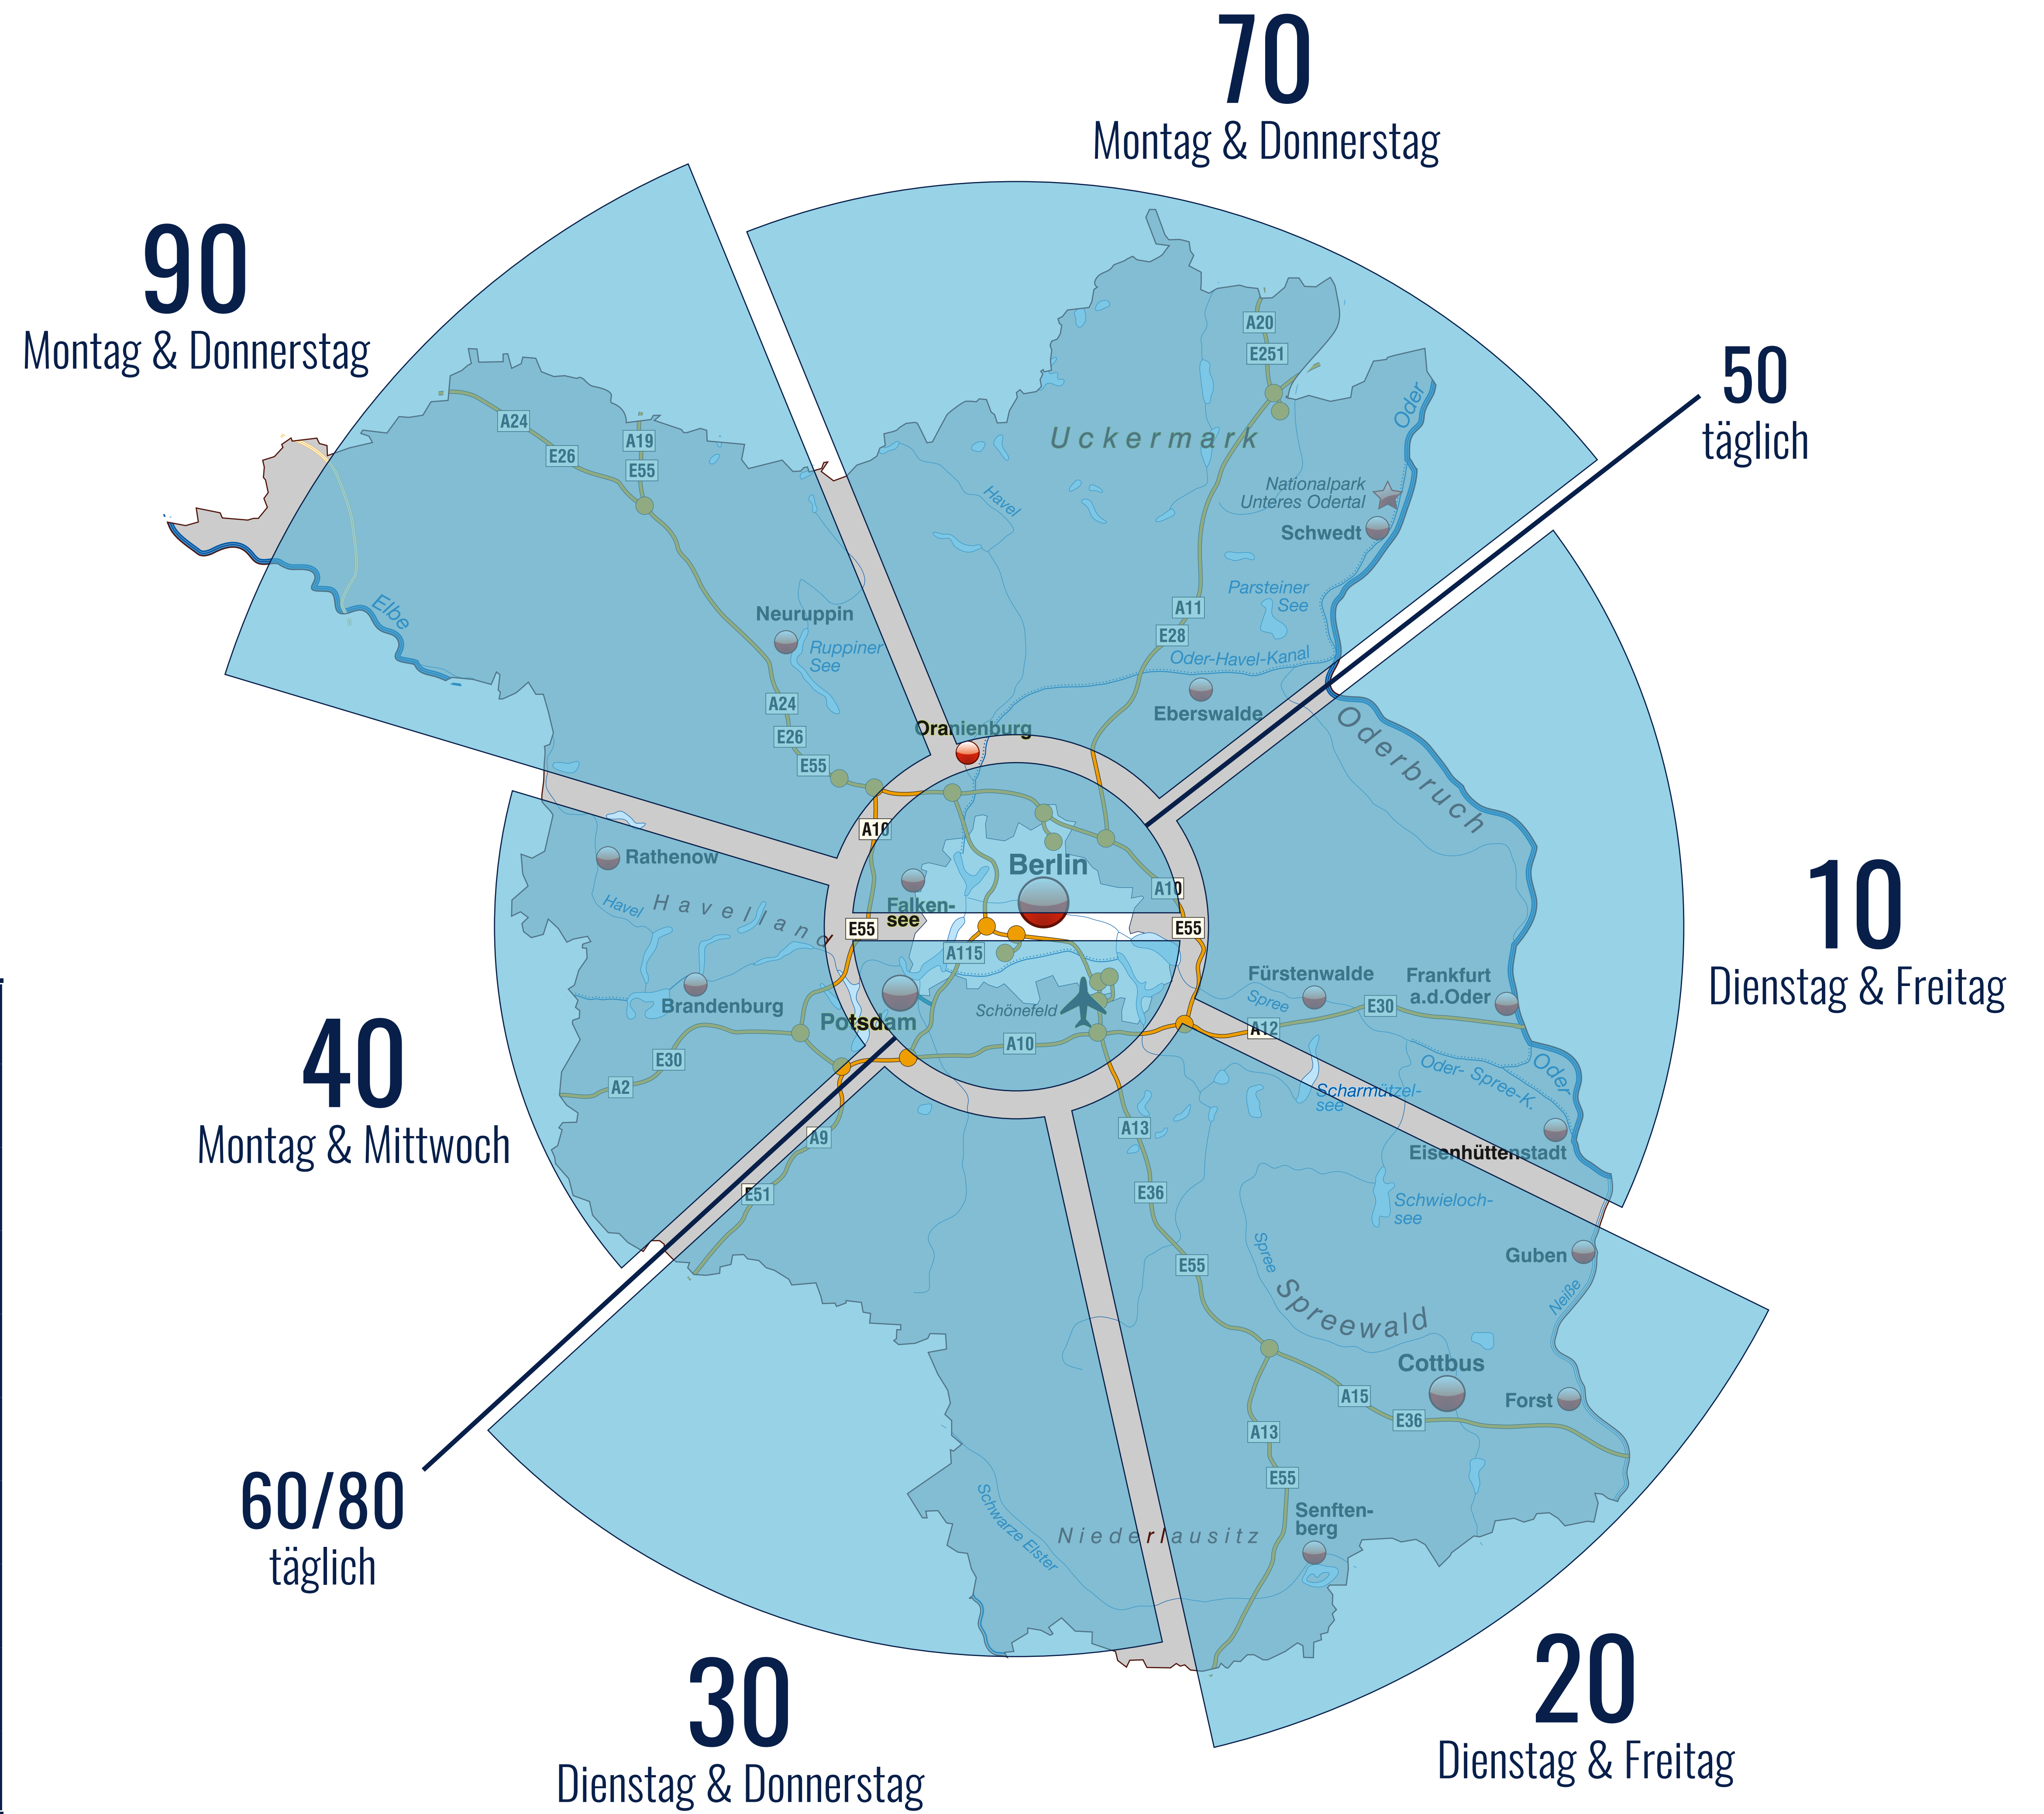 70
Montag & Donnerstag
90
Montag & Donnerstag
50
täglich
10
Dienstag & Freitag
40
Montag & Mittwoch
60/80
täglich
30
Dienstag & Donnerstag
20
Dienstag & Freitag
A20
E251
Oder
Uckermark
A24
A19
E26
E55
Havel
Nationalpark
Unteres Odertal
Schwedt
Elbe
Neuruppin
Ruppiner
See
Parsteiner
See
A11
E28
Oder-Havel-Kanal
Eberswalde
A24
E26
E55
Oranienburg
Oderbruch
A10
Rathenow
Berlin
A10
Havel
Havelland
Falken-
see
E55
E55
A115
Brandenburg
Potsdam
Schönefeld
Fürstenwalde
Frankfurt
a.d.Oder
Spree
E30
A12
A10
E30
A2
Oder
Oder- Spree-K.
Scharmützel-
see
A13
A9
Eisenhüttenstadt
E51
E36
Schwieloch-
see
Spree
Guben
E55
Neiße
Spreewald
Cottbus
A15
Forst
E36
A13
E55
Schwarze Elster
Senften-
berg
Niederlausitz